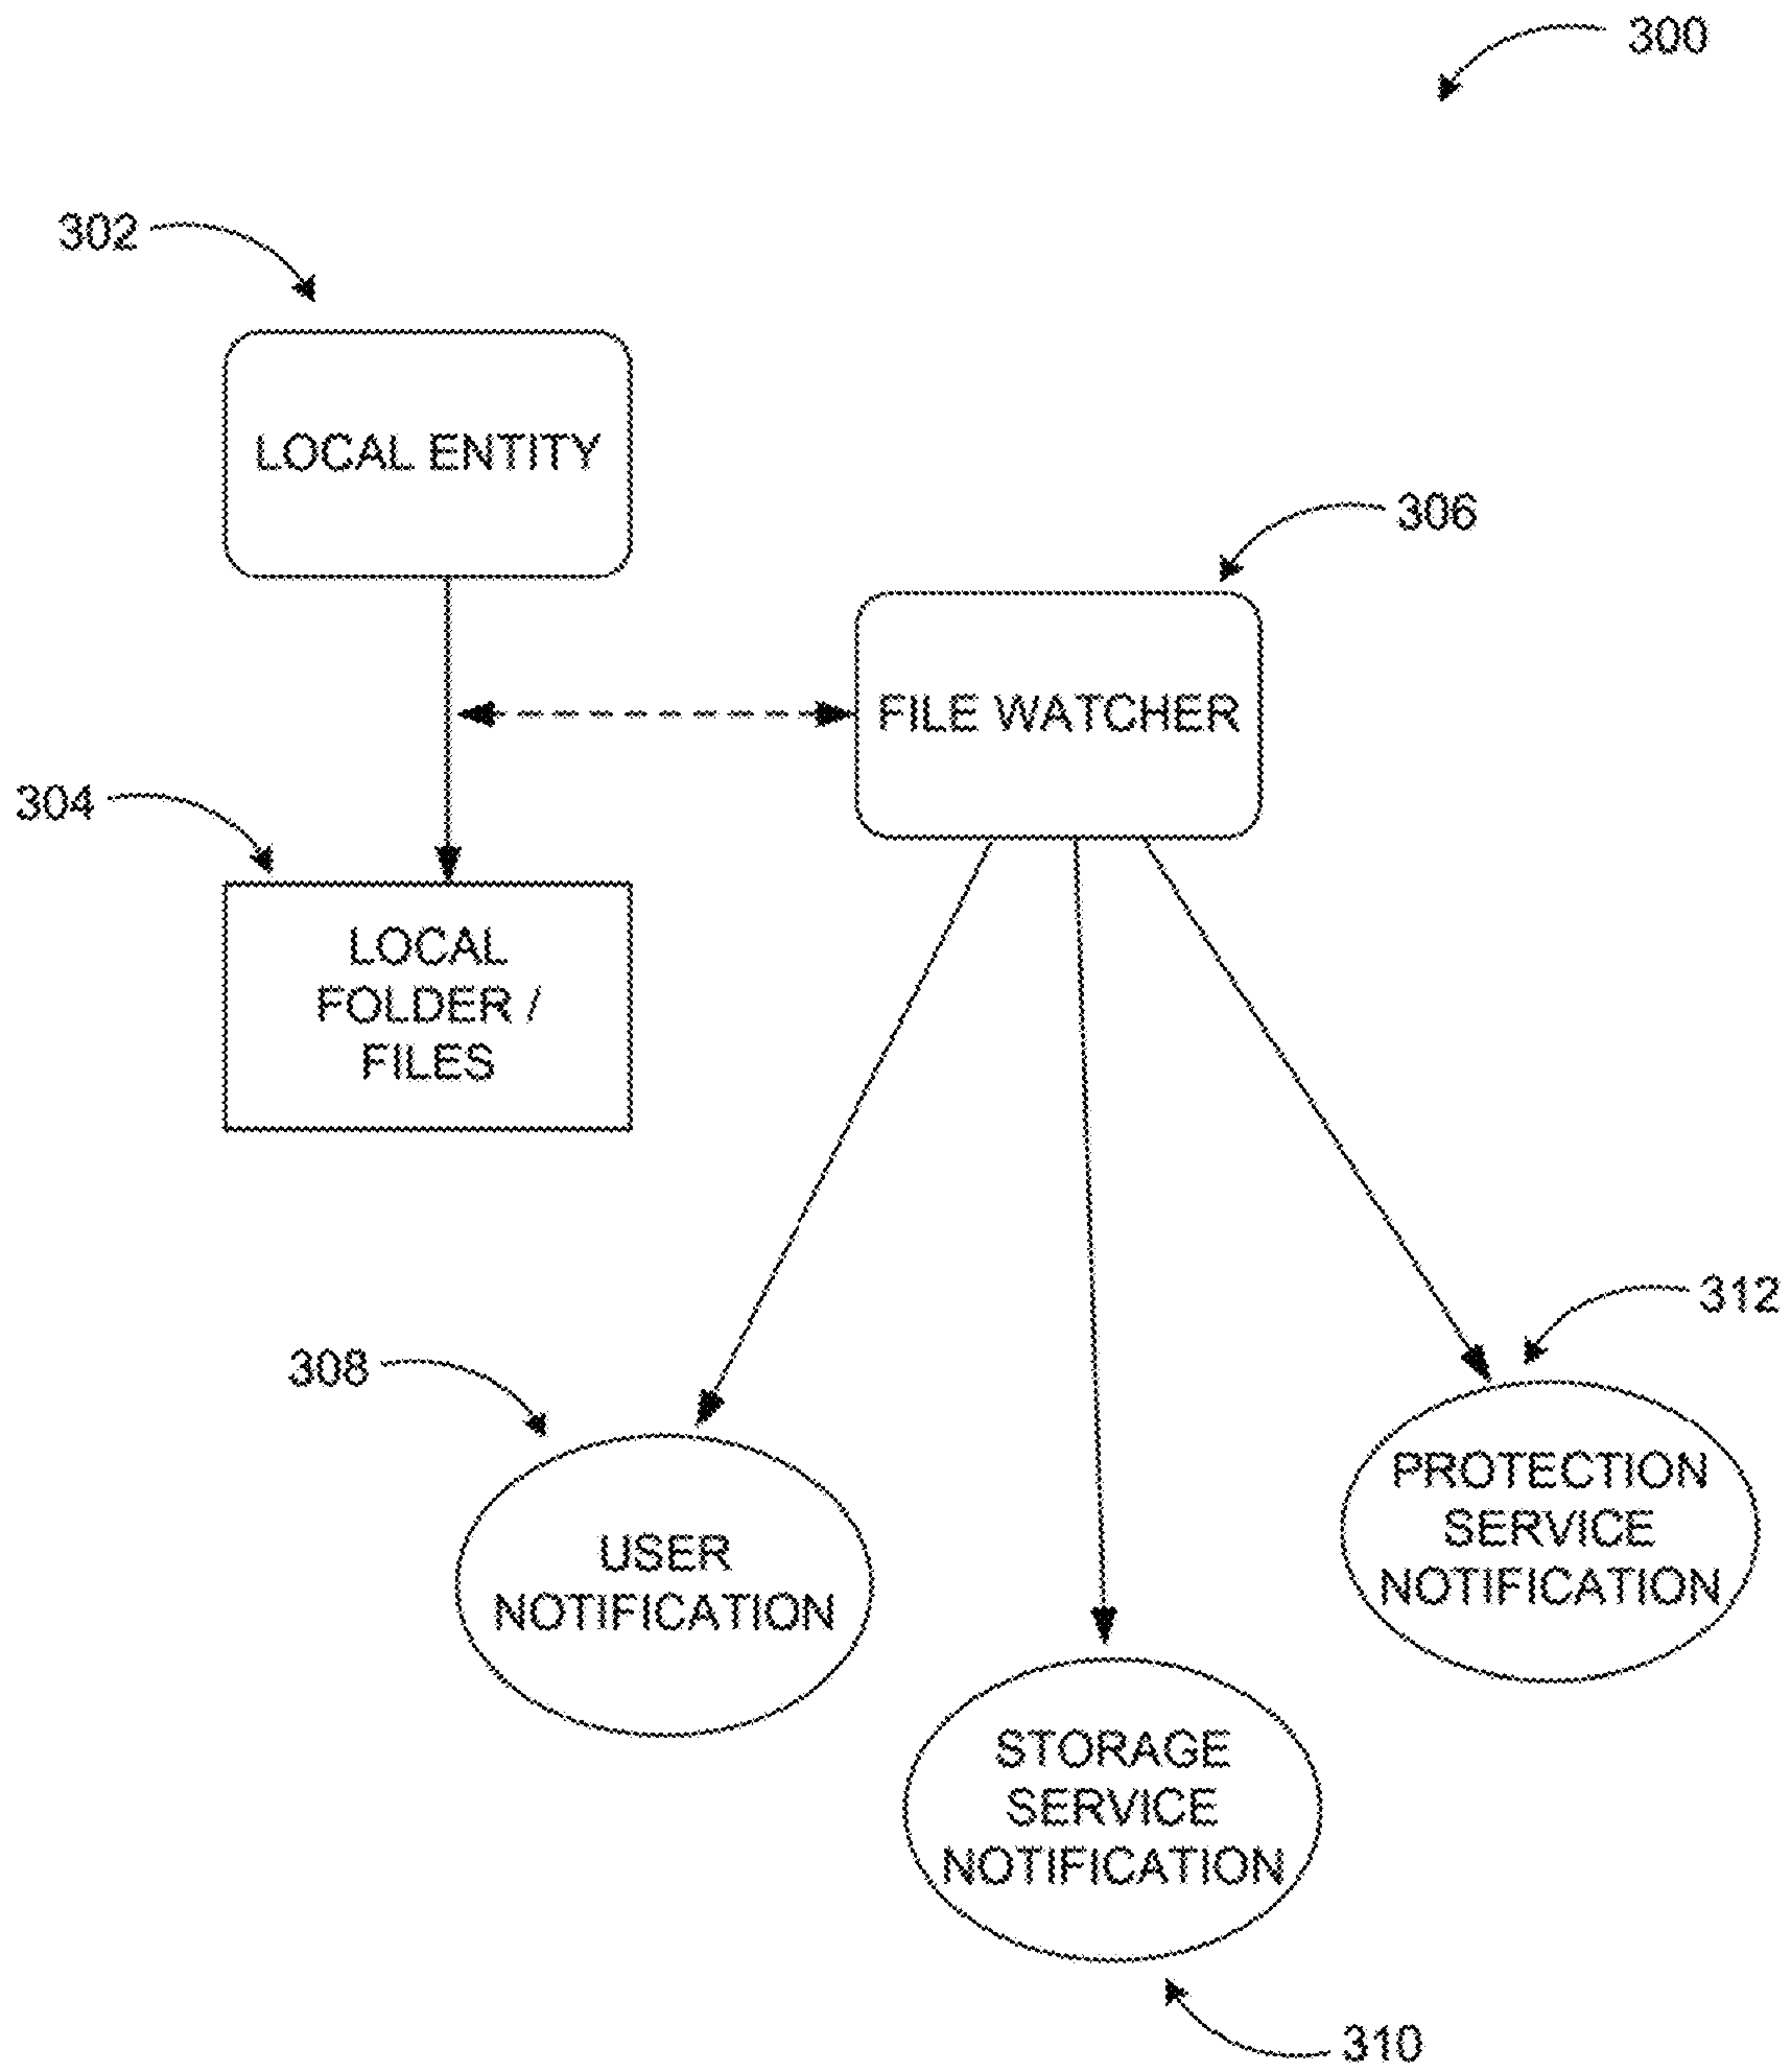 300
302
LOCAL ENTITY
306
FILE WATCHER
304
LOCAL
FOLDER /
FILES
312
308
PROTECTION
SERVICE
NOTIFICATION
USER
NOTIFICATION
STORAGE
SERVICE
NOTIFICATION
310